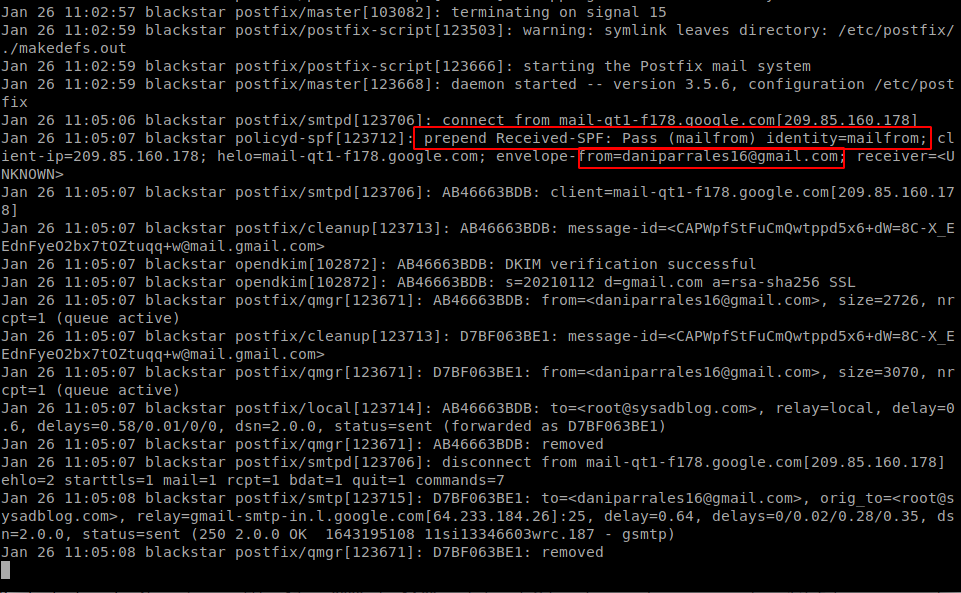 Jan 26 11:02:57 blackstar postfix/master[103082]: terminating on signal 15
Jan 26 11:02:59 blackstar postfix/postfix-script[123503]: warning: symlink leaves directory: /etc/postfix/
./makedefs.out
Jan 26 11:02:59 blackstar postfix/postfix-script[123666]: starting the Postfix mail system
Jan 26 11:02:59 blackstar postfix/master[123668]: daemon started -- version 3.5.6, configuration /etc/post
fix
Jan 26 11:05:06 blackstar postfix/smtpd[123706]: connect from mail-qt1-f178.google.com[209.85.160.178]
Jan 26 11:05:07 blackstar policyd-spf[123712]: prepend Received-SPF: Pass (mailfrom) identity=mailfrom; cl
ient-ip=209.85.160.178; helo=mail-qt1-f178.google.com; envelope-from=daniparrales16@gmail.com; receiver=<U
NKNOWN>
Jan 26 11:05:07 blackstar postfix/smtpd[123706]: AB46663BDB: client=mail-qt1-f178.google.com[209.85.160.17
8]
Jan 26 11:05:07 blackstar postfix/cleanup[123713]: AB46663BDB: message-id=<CAPWpfStFuCmQwtppd5x6+dW=8C-X_E
EdnFyeO2bx7tOZtuqq+w@mail.gmail.com>
Jan 26 11:05:07 blackstar opendkim[102872]: AB46663BDB: DKIM verification successful
Jan 26 11:05:07 blackstar opendkim[102872]: AB46663BDB: s=20210112 d=gmail.com a=rsa-sha256 SSL
Jan 26 11:05:07 blackstar postfix/qmgr[123671]: AB46663BDB: from=<daniparrales16@gmail.com>, size=2726, nr
cpt=1 (queue active)
Jan 26 11:05:07 blackstar postfix/cleanup[123713]: D7BF063BE1: message-id=<CAPWpfStFuCmQwtppd5x6+dW=8C-X_E
EdnFyeO2bx7tOZtuqq+w@mail.gmail.com>
Jan 26 11:05:07 blackstar postfix/qmgr[123671]: D7BF063BE1: from=<daniparrales16@gmail.com>, size=3070, nr
cpt=1 (queue active)
Jan 26 11:05:07 blackstar postfix/local[123714]: AB46663BDB: to=<root@sysadblog.com>, relay=local, delay=0
.6, delays=0.58/0.01/0/0, dsn=2.0.0, status=sent (forwarded as D7BF063BE1)
Jan 26 11:05:07 blackstar postfix/qmgr[123671]: AB46663BDB: removed
Jan 26 11:05:07 blackstar postfix/smtpd[123706]: disconnect from mail-qt1-f178.google.com[209.85.160.178]
ehlo=2 starttls=1 mail=1 rcpt=1 bdat=1 quit=1 commands=7
Jan 26 11:05:08 blackstar postfix/smtp[123715]: D7BF063BE1: to=<daniparrales16@gmail.com>, orig_to=<root@s
ysadblog.com>, relay=gmail-smtp-in.l.google.com[64.233.184.26]:25, delay=0.64, delays=0/0.02/0.28/0.35, ds
n=2.0.0, status=sent (250 2.0.0 OK  1643195108 11si13346603wrc.187 - gsmtp)
Jan 26 11:05:08 blackstar postfix/qmgr[123671]: D7BF063BE1: removed